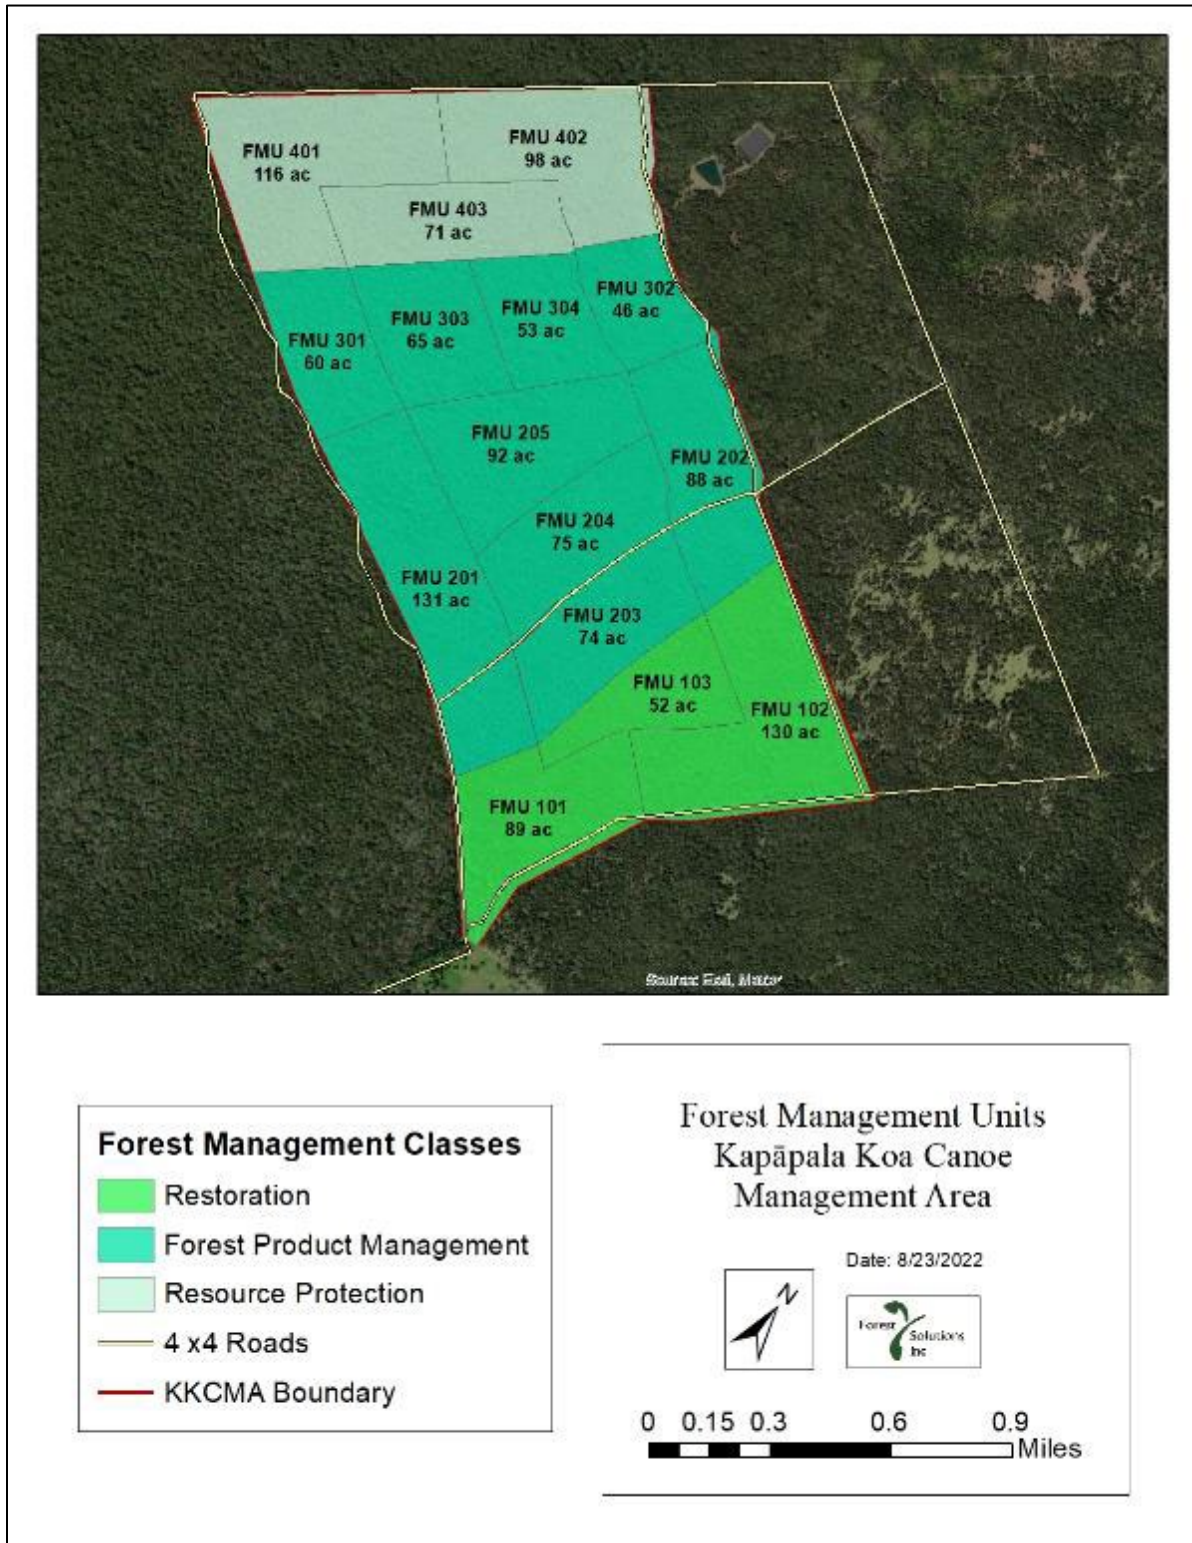 FMU 401
116 ac
FMU 402
98 ac
FMU 403
71 ac
FMU 301
60 ac
FMU 303
65 ac
FMU 304
53 ac
FMU 302
46 ac
FMU 205
92 ac
FMU 202
88 ac
FMU 204
75 ac
FMU 201
131 ac
FMU 203
74 ac
FMU 103
52 ac
FMU 102
130 ac
FMU 101
89 ac
Source: Esri, Maxar
Forest Management Classes
Restoration
Forest Product Management
Resource Protection
4 x4 Roads
KKCMA Boundary
Forest Management Units
Kapāpala Koa Canoe
Management Area
Date: 8/23/2022
N
Forest
Solutions
Inc
0 0.15 0.3 0.6 0.9
Miles